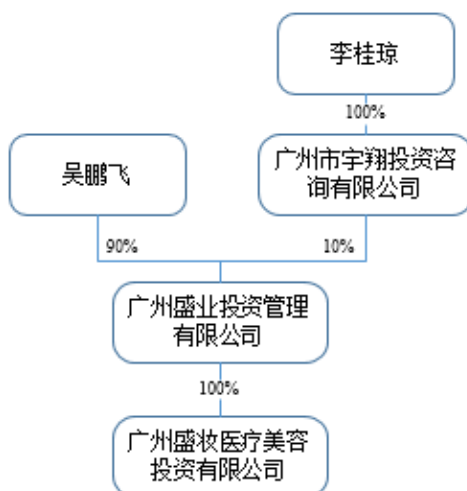 李桂琼
100%
吴鹏飞
广州市宇翔投资咨
询有限公司
90%
10%
广州盛业投资管理
有限公司
100%
广州盛妆医疗美容
投资有限公司